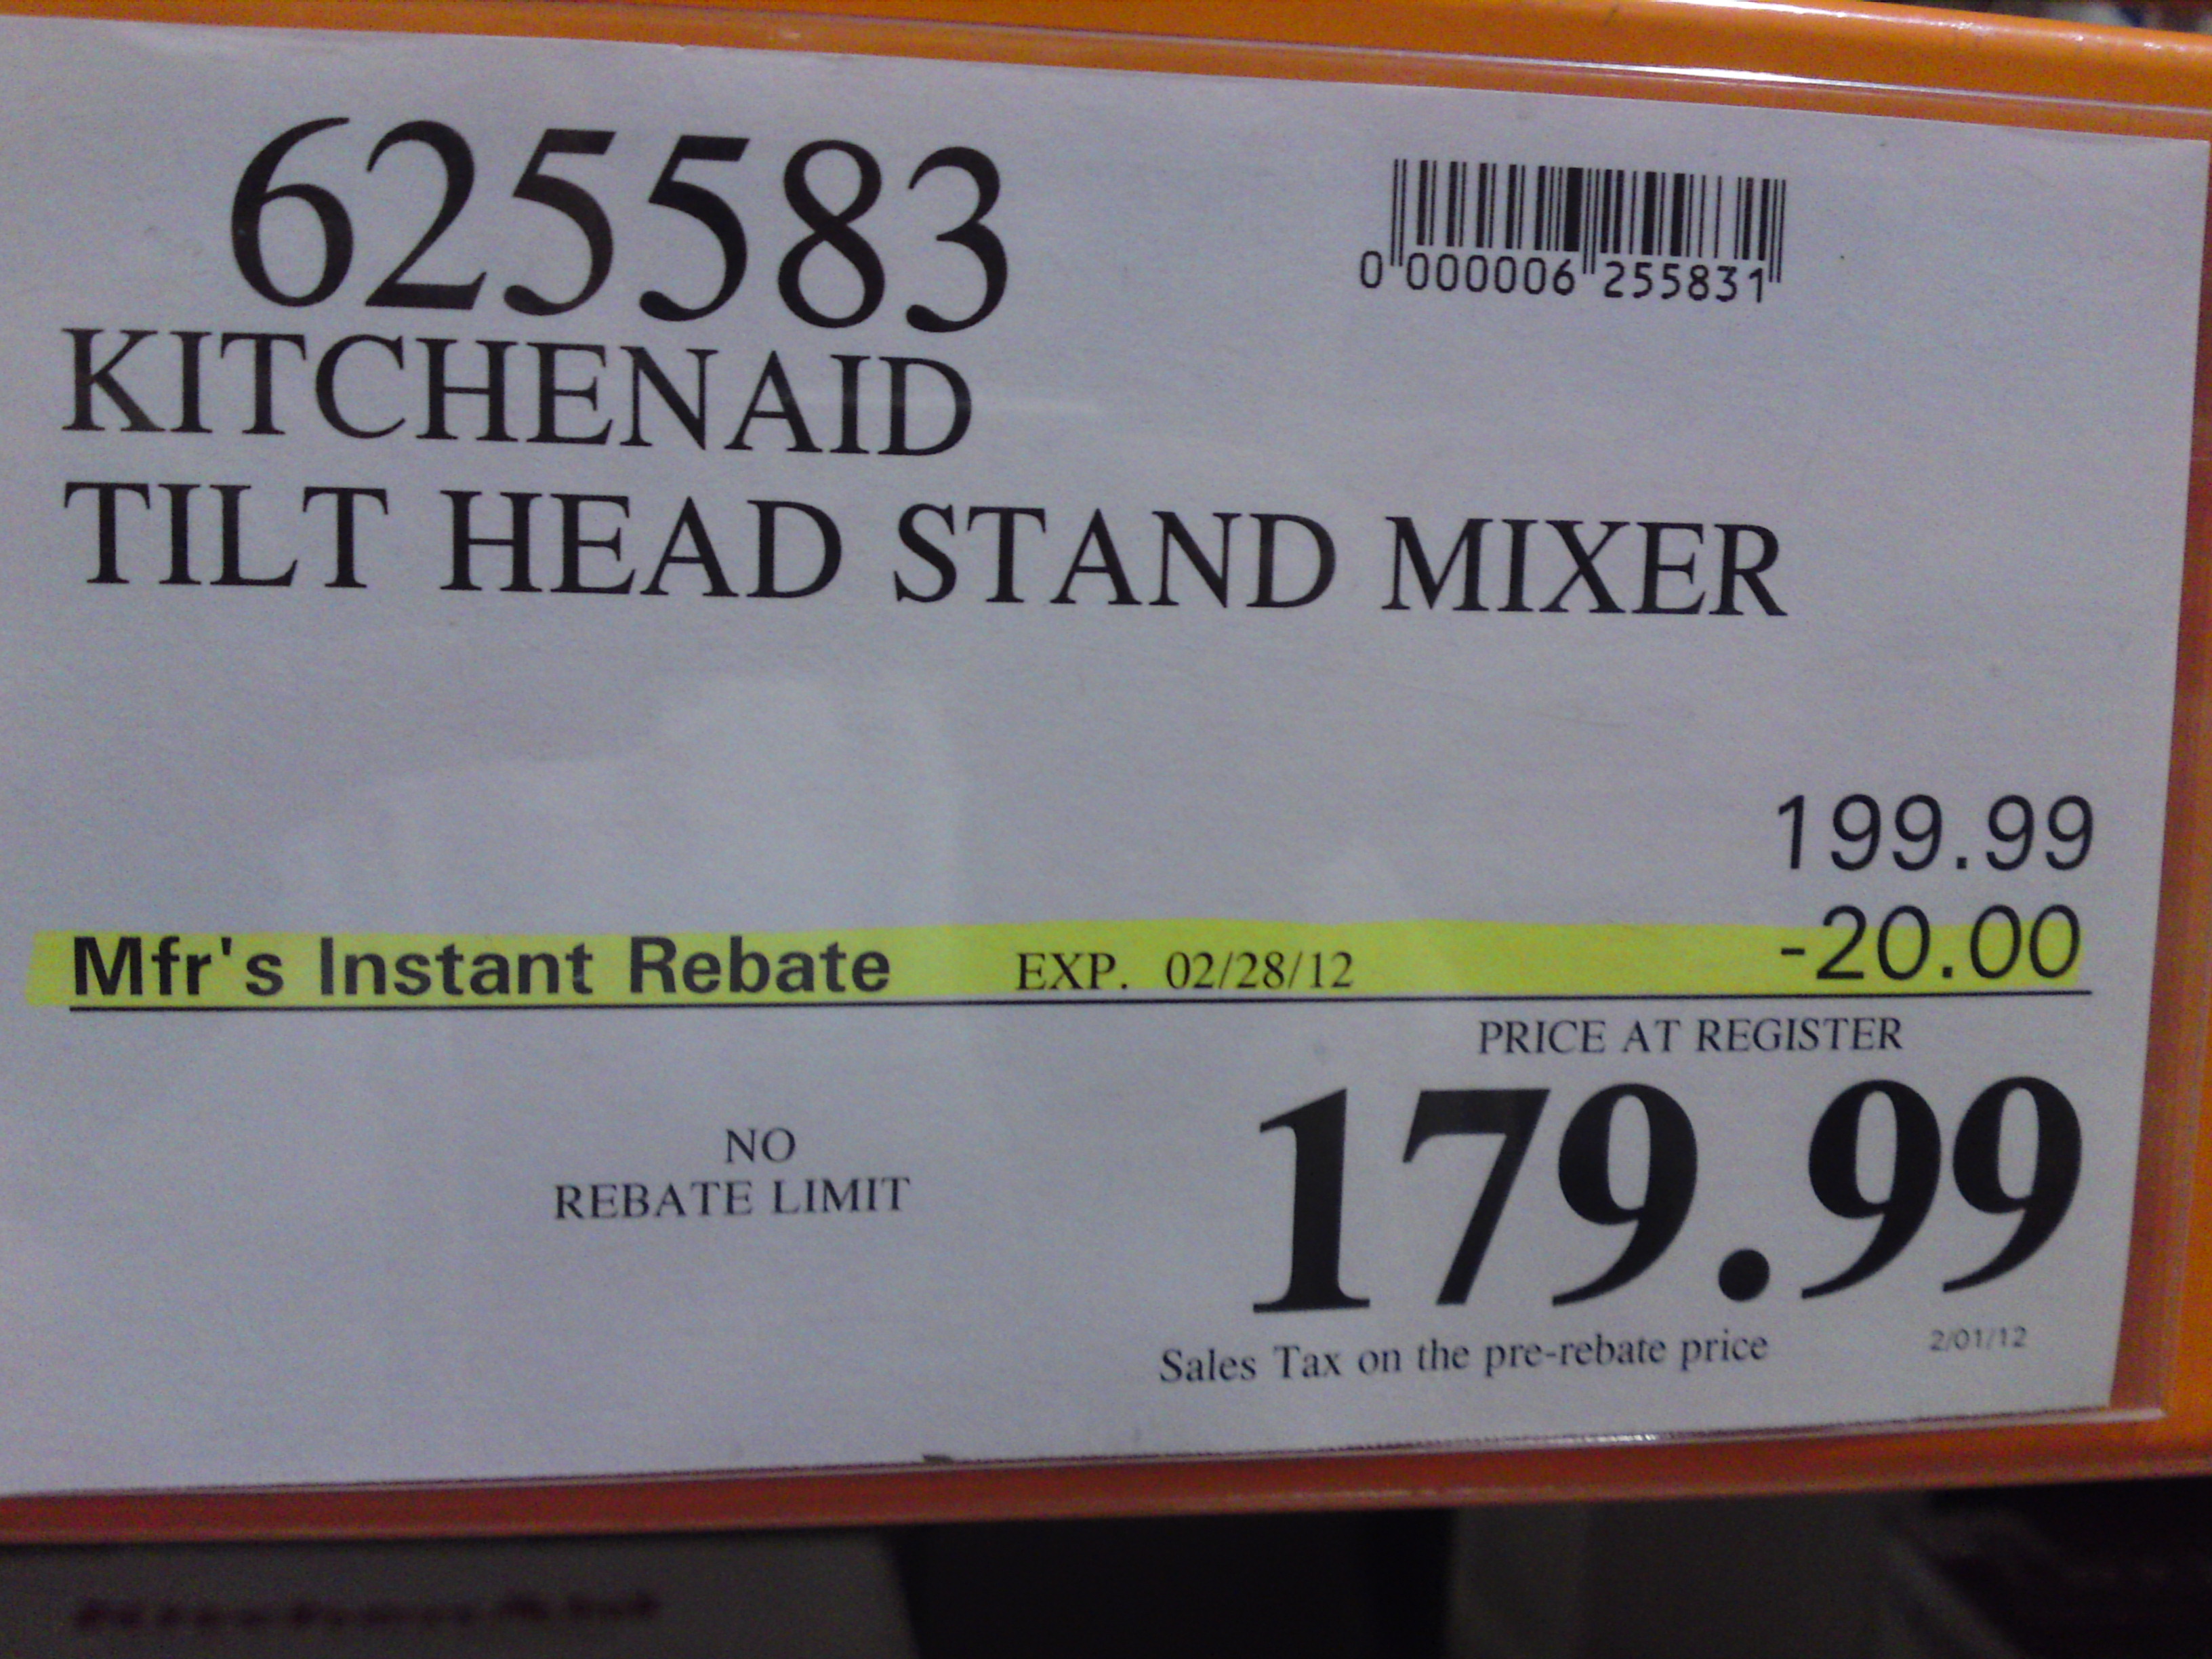 625583
0 000006 255831
KITCHENAID
TILT HEAD STAND MIXER
199.99
Mfr's Instant Rebate EXP. 02/28/12 -20.00
PRICE AT REGISTER
179.99
NO
REBATE LIMIT
Sales Tax on the pre-rebate price 2/01/12